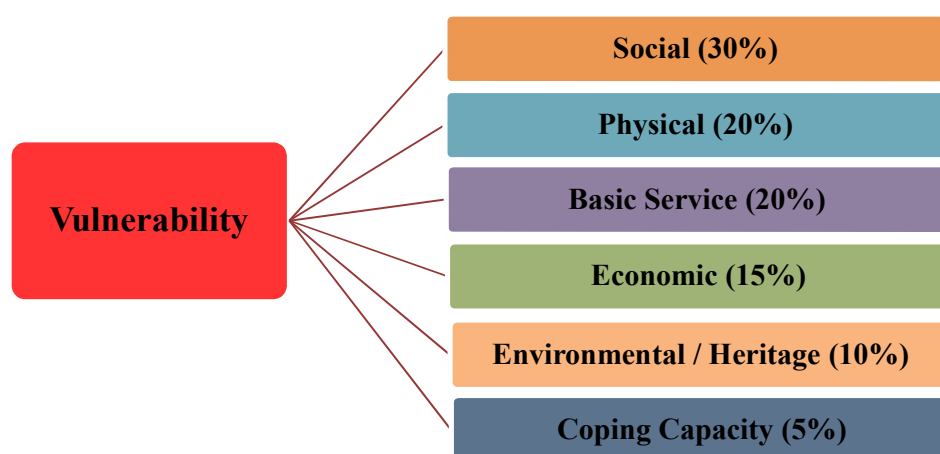 Vulnerability
Social (30%)
Physical (20%)
Basic Service (20%)
Economic (15%)
Environmental / Heritage (10%)
Coping Capacity (5%)